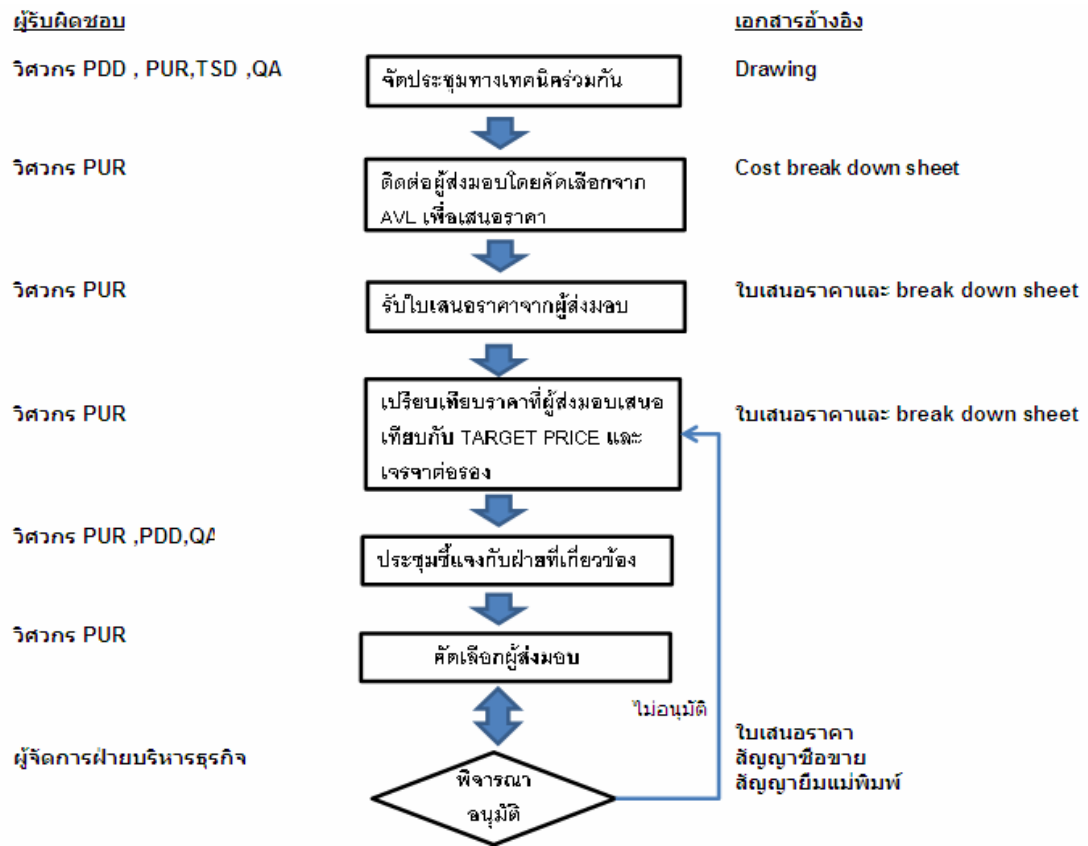 ผู้รับผิดชอบ
เอกสารอ้างอิง
วิศวกร PDD , PUR,TSD ,QA
จัดประชุมทางเทคนิคร่วมกัน
Drawing
วิศวกร PUR
ติดต่อผู้ส่งมอบโดยคัดเลือกจาก
AVL เพื่อเสนอราคา
Cost break down sheet
วิศวกร PUR
รับใบเสนอราคาจากผู้ส่งมอบ
ใบเสนอราคาและ break down sheet
วิศวกร PUR
เปรียบเทียบราคาที่ผู้ส่งมอบเสนอ
เทียบกับ TARGET PRICE และ
เจรจาต่อรอง
ใบเสนอราคาและ break down sheet
วิศวกร PUR ,PDD,QA
ประชุมชี้แจงกับฝ่ายที่เกี่ยวข้อง
วิศวกร PUR
คัดเลือกผู้ส่งมอบ
ไม่อนุมัติ
ผู้จัดการฝ่ายบริหารธุรกิจ
พิจารณา
อนุมัติ
ใบเสนอราคา
สัญญาซื้อขาย
สัญญายืมแม่พิมพ์